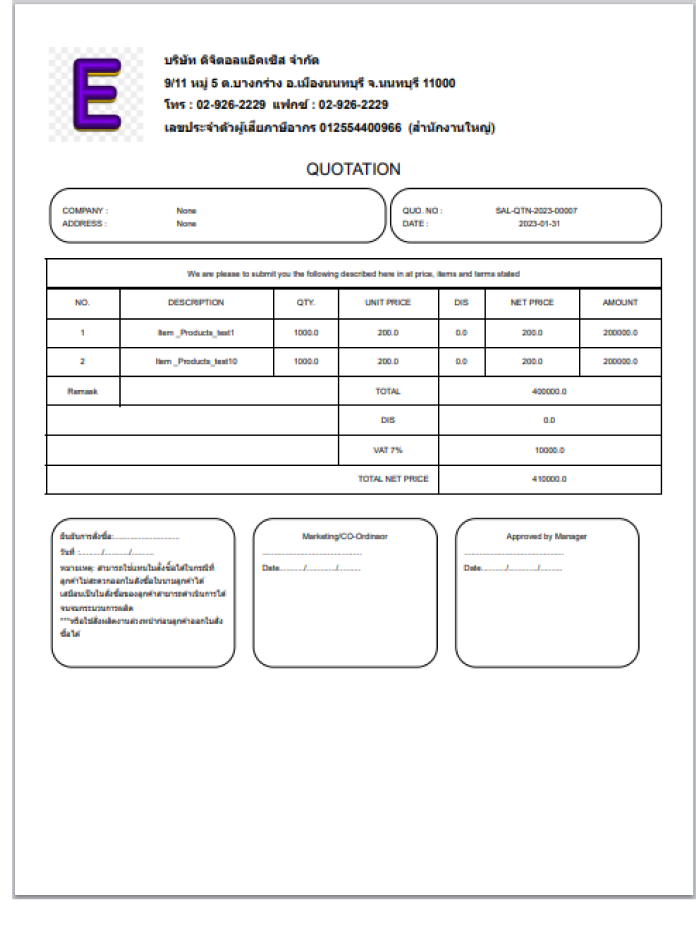 E
บริษัท ดิจิตอลแอ็คเซิส จำกัด
9/11 หมู่ 5 ต.บางกร่าง อ.เมืองนนทบุรี จ.นนทบุรี 11000
โทร : 02-926-2229 แฟกซ์ : 02-926-2229
เลขประจำตัวผู้เสียภาษีอากร 012554400966 (สำนักงานใหญ่)
QUOTATION
COMPANY : None
ADDRESS : None
QUO. NO : SAL-QTN-2023-00007
DATE : 2023-01-31
We are please to submit you the following described here in at price, items and terms stated
NO. DESCRIPTION QTY. UNIT PRICE DIS NET PRICE AMOUNT
1 Item _Products_test1 1000.0 200.0 0.0 200.0 200000.0
2 Item _Products_test10 1000.0 200.0 0.0 200.0 200000.0
Remaak TOTAL 400000.0
DIS 0.0
VAT 7% 10000.0
TOTAL NET PRICE 410000.0
ยืนยันการสั่งซื้อ:..............................
วันที่ :........../.........../..........
หมายเหตุ: สามารถใช้แทนใบสั่งซื้อได้ในกรณีที่
ลูกค้าไม่สะดวกออกใบสั่งซื้อในนามลูกค้าได้
เสมือนเป็นใบสั่งซื้อของลูกค้าสามารถดำเนินการได้
จนจบกระบวนการผลิต
***หรือใช้สั่งผลิตงานล่วงหน้าก่อนลูกค้าออกใบสั่ง
ซื้อได้
Marketing/CO-Ordinaor
..............................................
Date.........../............./..........
Approved by Manager
..............................................
Date.........../............./..........